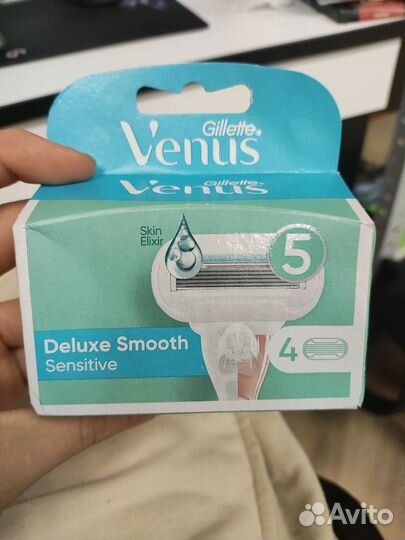 Gillette
Venus
Gillette
Venus
Skin
Elixir
5
Deluxe Smooth
Sensitive
4
Avito